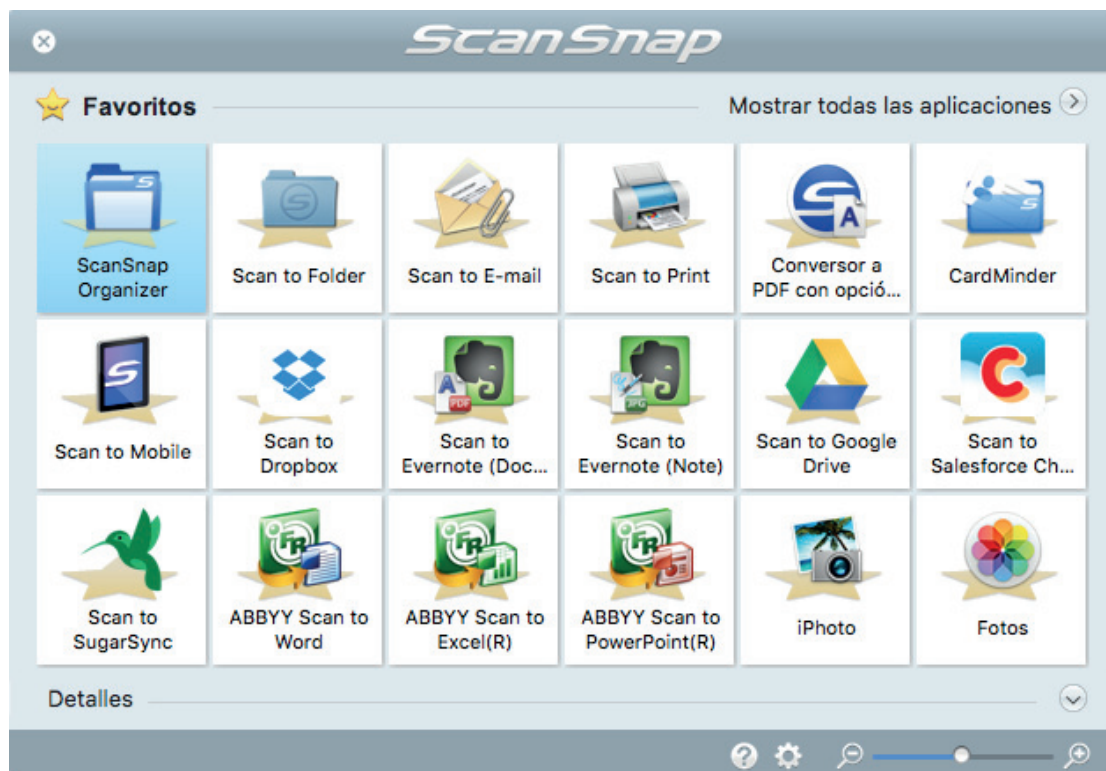 ScanSnap
Favoritos
Mostrar todas las aplicaciones
ScanSnap
Organizer
Scan to Folder
Scan to E-mail
Scan to Print
Conversor a
PDF con opció...
CardMinder
Scan to Mobile
Scan to
Dropbox
Scan to
Evernote (Doc...
Scan to
Evernote (Note)
Scan to Google
Drive
Scan to
Salesforce Ch...
Scan to
SugarSync
ABBYY Scan to
Word
ABBYY Scan to
Excel(R)
ABBYY Scan to
PowerPoint(R)
iPhoto
Fotos
Detalles